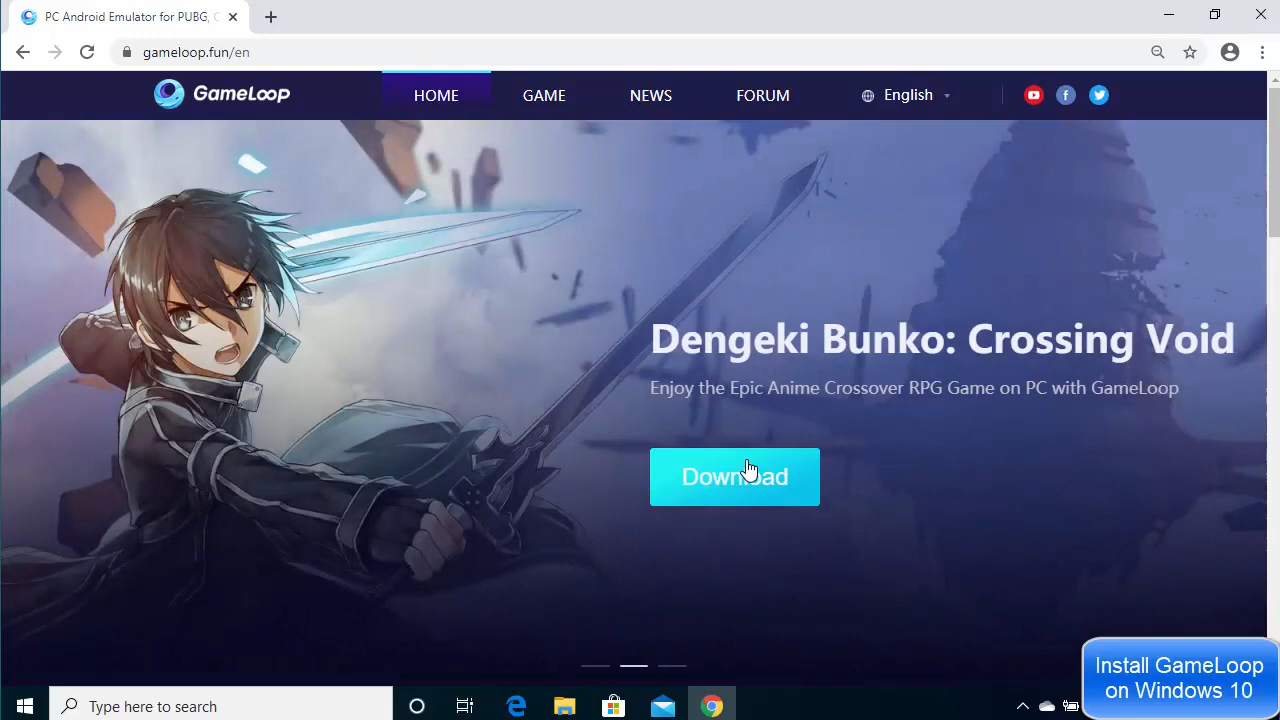 PC Android Emulator for PUBG, C
gameloop.fun/en
GameLoop
HOME
GAME
NEWS
FORUM
English
Dengeki Bunko: Crossing Void
Enjoy the Epic Anime Crossover RPG Game on PC with GameLoop
Download
Install GameLoop
on Windows 10
Type here to search